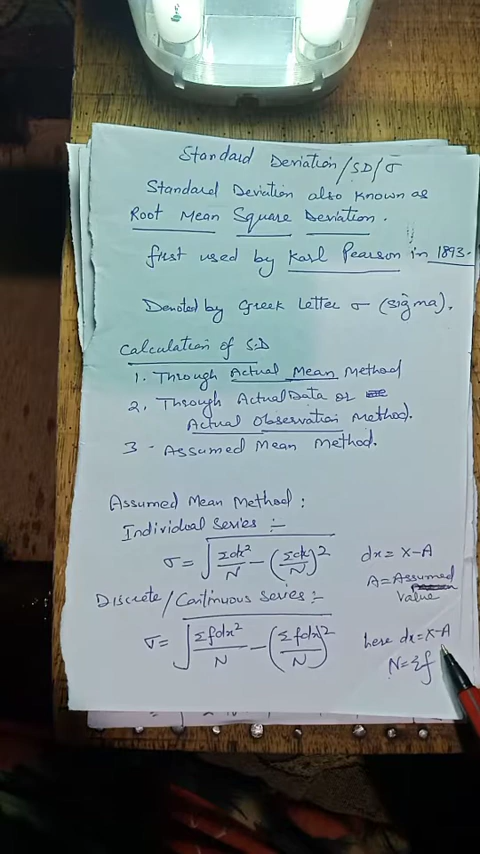 Standard Deviation/SD/σ
Standard Deviation also known as
Root Mean Square Deviation.
first used by Karl Pearson in 1893.
Denoted by Greek Letter σ (sigma).
Calculation of S.D
1. Through Actual Mean Method
2. Through Actual Data or
Actual Observation Method.
3 - Assumed Mean Method.
Assumed Mean Method:
Individual Series:-
σ = √(Σdx²/N - (Σdx/N)²)
dx = X-A
A = Assumed
Value
Discrete/Continuous Series:-
σ = √(Σfdx²/N - (Σfdx/N)²)
here dx = X-A
N = Σf